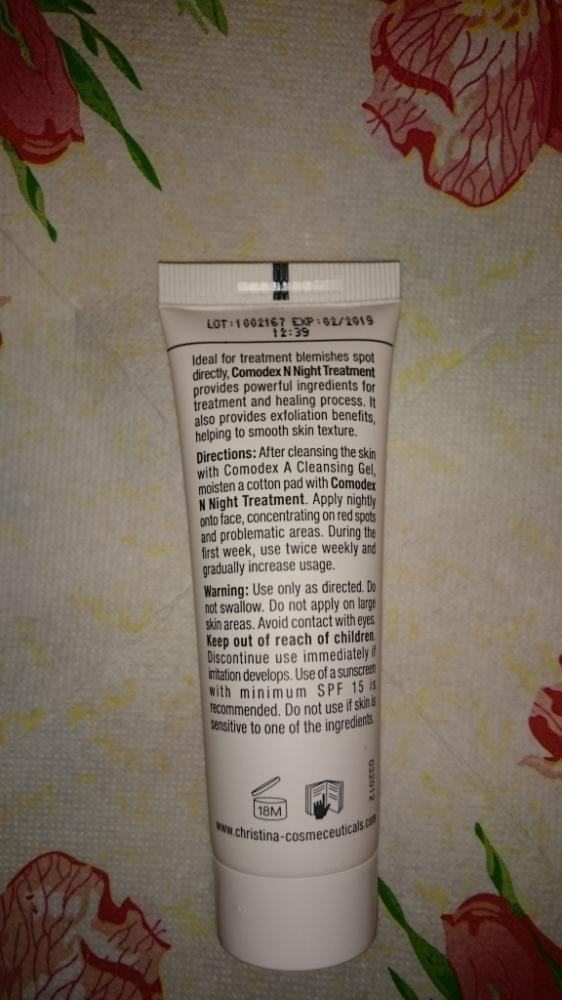 LOT:1002167 EXP:02/2019
12:39
Ideal for treatment blemishes spot
directly, Comodex N Night Treatment
provides powerful ingredients for
treatment and healing process. It
also provides exfoliation benefits,
helping to smooth skin texture.
Directions: After cleansing the skin
with Comodex A Cleansing Gel,
moisten a cotton pad with Comodex
N Night Treatment. Apply nightly
onto face, concentrating on red spots
and problematic areas. During the
first week, use twice weekly and
gradually increase usage.
Warning: Use only as directed. Do
not swallow. Do not apply on large
skin areas. Avoid contact with eyes.
Keep out of reach of children.
Discontinue use immediately if
irritation develops. Use of a sunscreen
with minimum SPF 15 is
recommended. Do not use if skin is
sensitive to one of the ingredients.
032012
18M
www.christina-cosmeceuticals.com